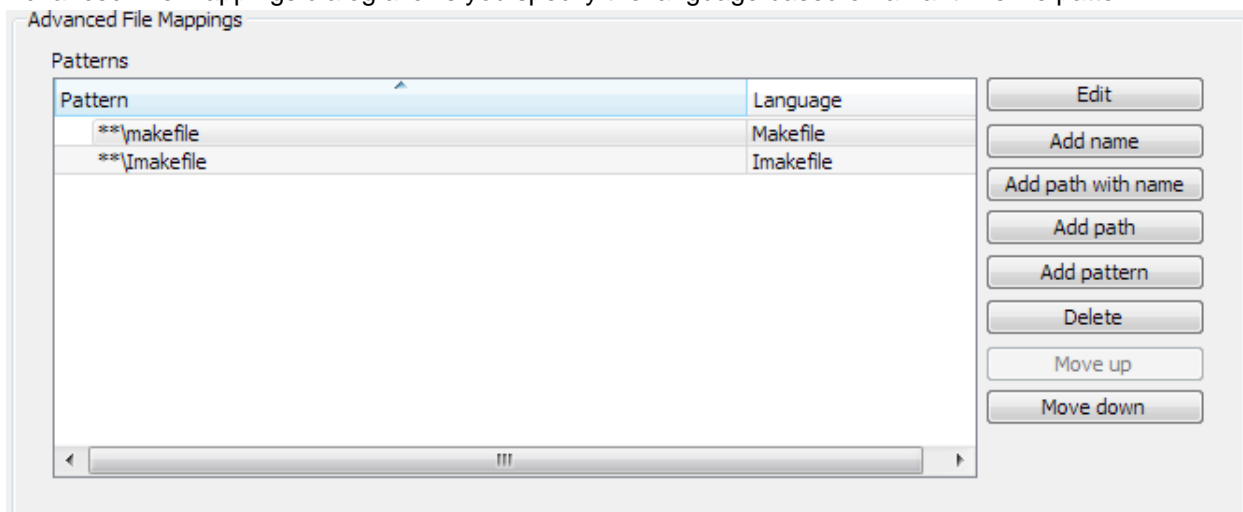 Advanced File Mappings
Patterns
Pattern Language
**\makefile Makefile
**\Imakefile Imakefile
Edit
Add name
Add path with name
Add path
Add pattern
Delete
Move up
Move down